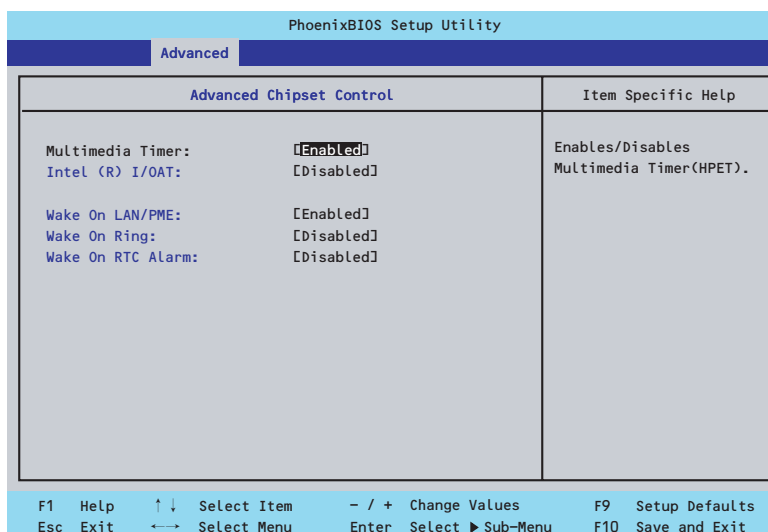 PhoenixBIOS Setup Utility
Advanced
Advanced Chipset Control
Item Specific Help
Multimedia Timer: [Enabled]
Intel (R) I/OAT: [Disabled]
Wake On LAN/PME: [Enabled]
Wake On Ring: [Disabled]
Wake On RTC Alarm: [Disabled]
Enables/Disables
Multimedia Timer(HPET).
F1 Help ↑↓ Select Item - / + Change Values F9 Setup Defaults
Esc Exit ←→ Select Menu Enter Select ▶ Sub-Menu F10 Save and Exit